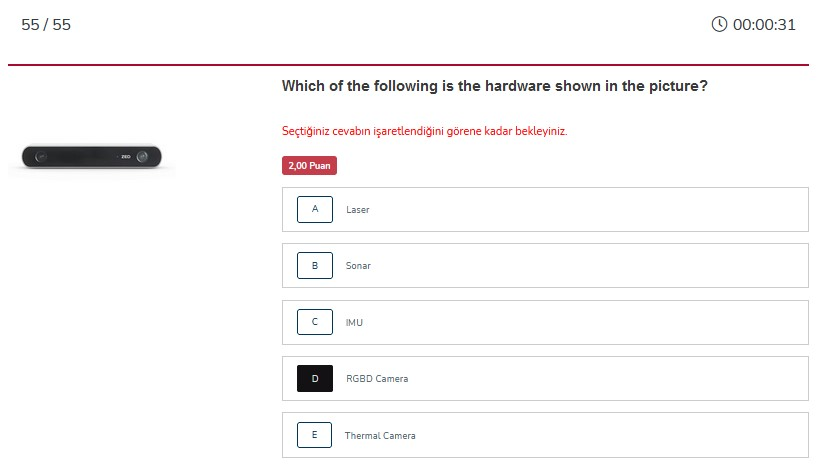 55 / 55
00:00:31
Which of the following is the hardware shown in the picture?
Seçtiğiniz cevabın işaretlendiğini görene kadar bekleyiniz.
ZED
2,00 Puan
A Laser
B Sonar
C IMU
D RGBD Camera
E Thermal Camera